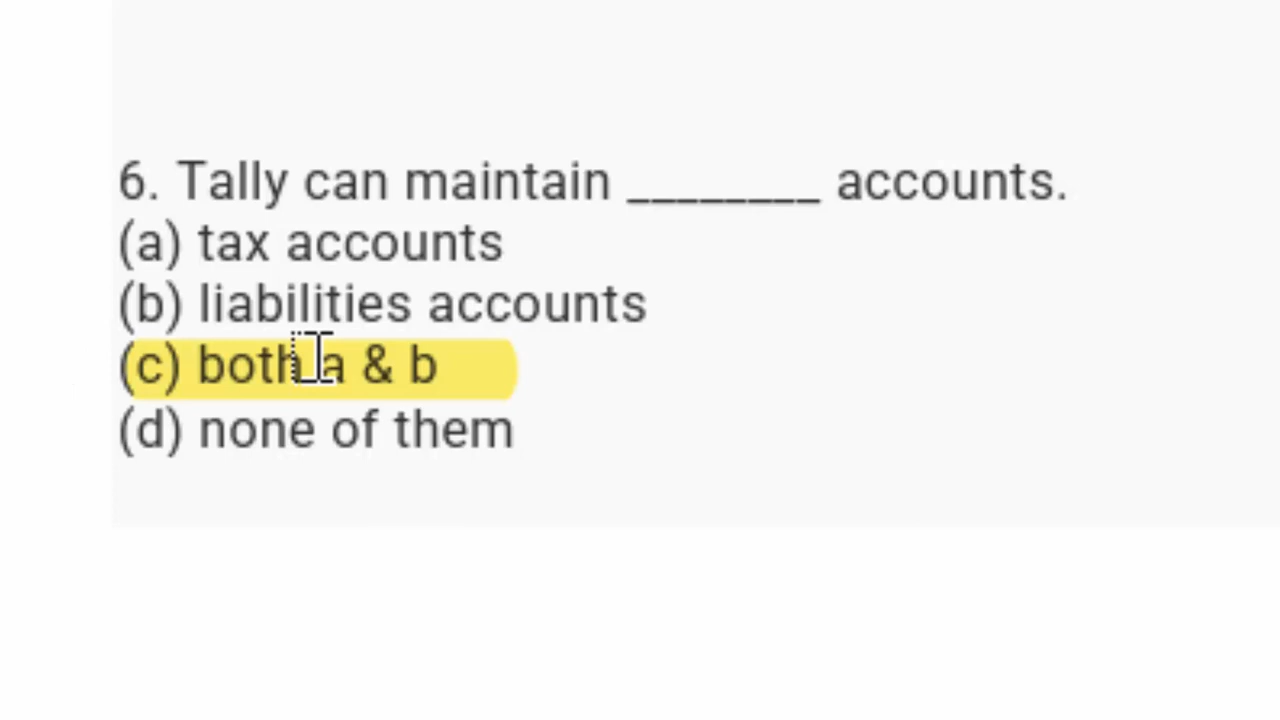 6. Tally can maintain ________ accounts.
(a) tax accounts
(b) liabilities accounts
(c) both a & b
(d) none of them